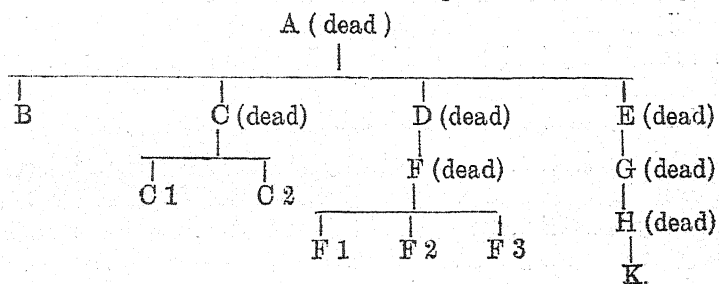 A (dead)
B C (dead) D (dead) E (dead)
C 1 C 2 F (dead) G (dead)
F 1 F 2 F 3 H (dead)
K.